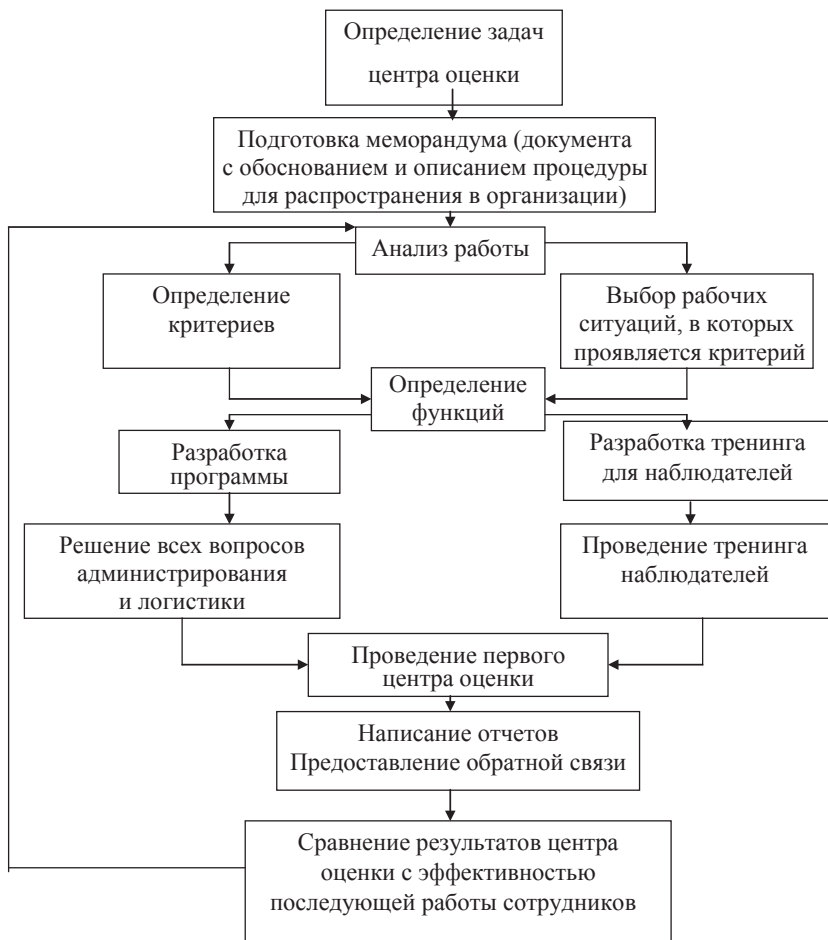 Определение задач
центра оценки
Подготовка меморандума (документа
с обоснованием и описанием процедуры
для распространения в организации)
Анализ работы
Определение
критериев
Выбор рабочих
ситуаций, в которых
проявляется критерий
Определение
функций
Разработка
программы
Разработка тренинга
для наблюдателей
Решение всех вопросов
администрирования
и логистики
Проведение тренинга
наблюдателей
Проведение первого
центра оценки
Написание отчетов
Предоставление обратной связи
Сравнение результатов центра
оценки с эффективностью
последующей работы сотрудников